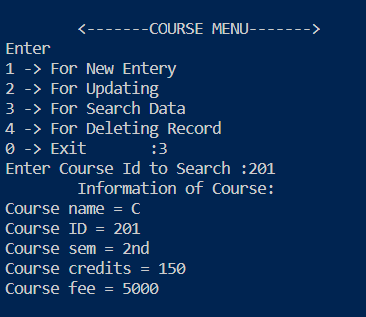 <-------COURSE MENU------->
Enter
1 -> For New Entery
2 -> For Updating
3 -> For Search Data
4 -> For Deleting Record
0 -> Exit       :3
Enter Course Id to Search :201
Information of Course:
Course name = C
Course ID = 201
Course sem = 2nd
Course credits = 150
Course fee = 5000